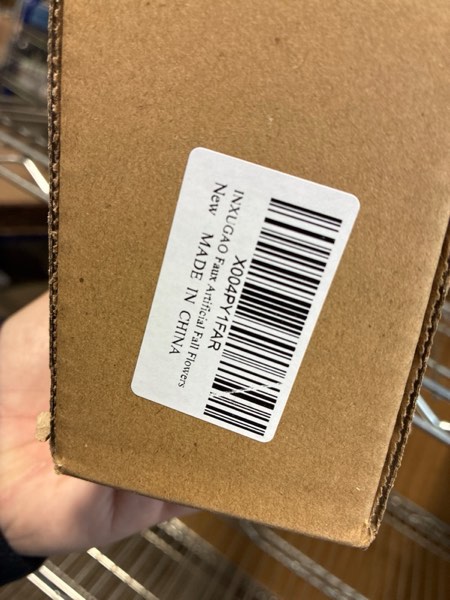 X004PY1FAR
INXUGAO Faux Artificial Fall Flowers
New MADE IN CHINA